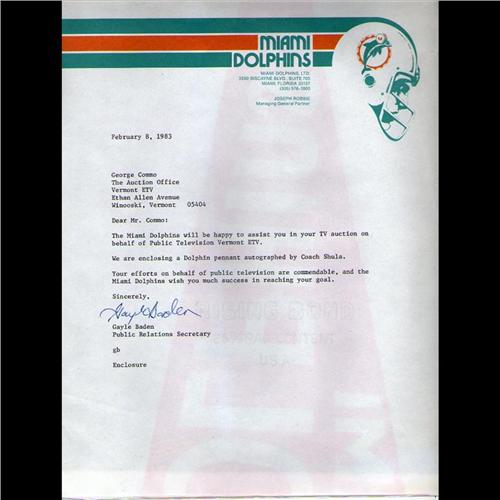 MIAMI
DOLPHINS
MIAMI DOLPHINS, LTD.
3550 BISCAYNE BLVD., SUITE 700
MIAMI, FLORIDA 33137
(305) 576-1000
JOSEPH ROBBIE
Managing General Partner
February 8, 1983
George Commo
The Auction Office
Vermont ETV
Ethan Allen Avenue
Winooski, Vermont 05404
Dear Mr. Commo:
The Miami Dolphins will be happy to assist you in your TV auction on
behalf of Public Television Vermont ETV.
We are enclosing a Dolphin pennant autographed by Coach Shula.
Your efforts on behalf of public television are commendable, and the
Miami Dolphins wish you much success in reaching your goal.
Sincerely,
Gayle Baden
Gayle Baden
Public Relations Secretary
gb
Enclosure